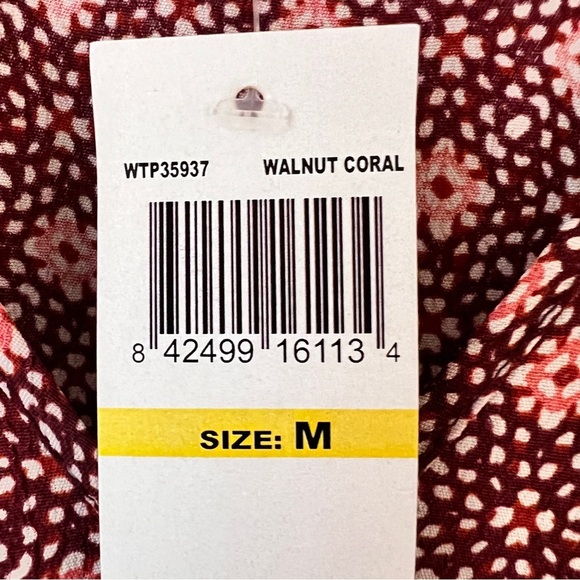 WTP35937 WALNUT CORAL
8 42499 16113 4
SIZE: M